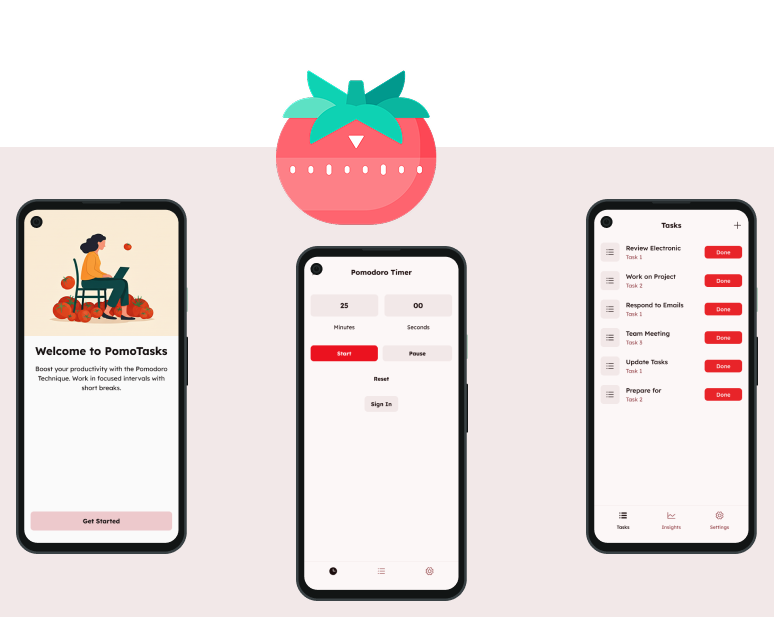 Welcome to PomoTasks
Boost your productivity with the Pomodoro
Technique. Work in focused intervals with
short breaks.
Get Started
Pomodoro Timer
25
00
Minutes
Seconds
Start
Pause
Reset
Sign In
Tasks
Review Electronic
Task 1
Done
Work on Project
Task 2
Done
Respond to Emails
Task 1
Done
Team Meeting
Task 3
Done
Update Tasks
Task 1
Done
Prepare for
Task 2
Done
Tasks
Insights
Settings